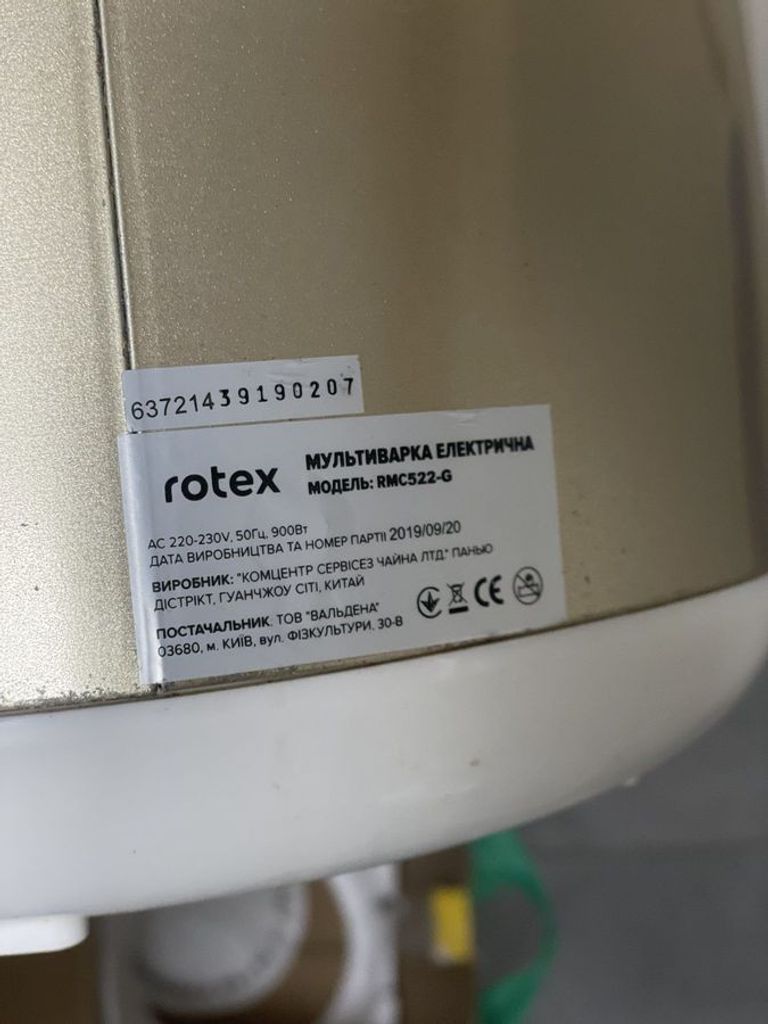 63721439190207
rotex
МУЛЬТИВАРКА ЕЛЕКТРИЧНА
МОДЕЛЬ: RMC522-G
AC 220-230V, 50Гц, 900Вт
ДАТА ВИРОБНИЦТВА ТА НОМЕР ПАРТІЇ 2019/09/20
ВИРОБНИК: "КОМЦЕНТР СЕРВІСЕЗ ЧАЙНА ЛТД." ПАНЬЮ
ДІСТРІКТ, ГУАНЧЖОУ СІТІ, КИТАЙ
ПОСТАЧАЛЬНИК: ТОВ "ВАЛЬДЕНА"
03680, м. КИЇВ, вул. ФІЗКУЛЬТУРИ. 30-В
CE